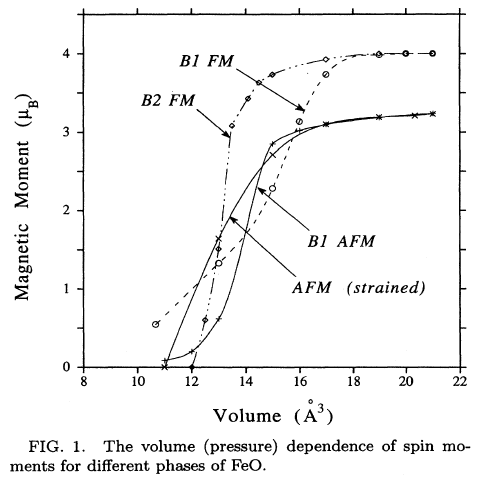 B1 FM
B2 FM
B1 AFM
AFM (strained)
Magnetic Moment (μB)
4
3
2
1
0
8 10 12 14 16 18 20 22
Volume (Å3)
FIG. 1. The volume (pressure) dependence of spin mo-
ments for different phases of FeO.